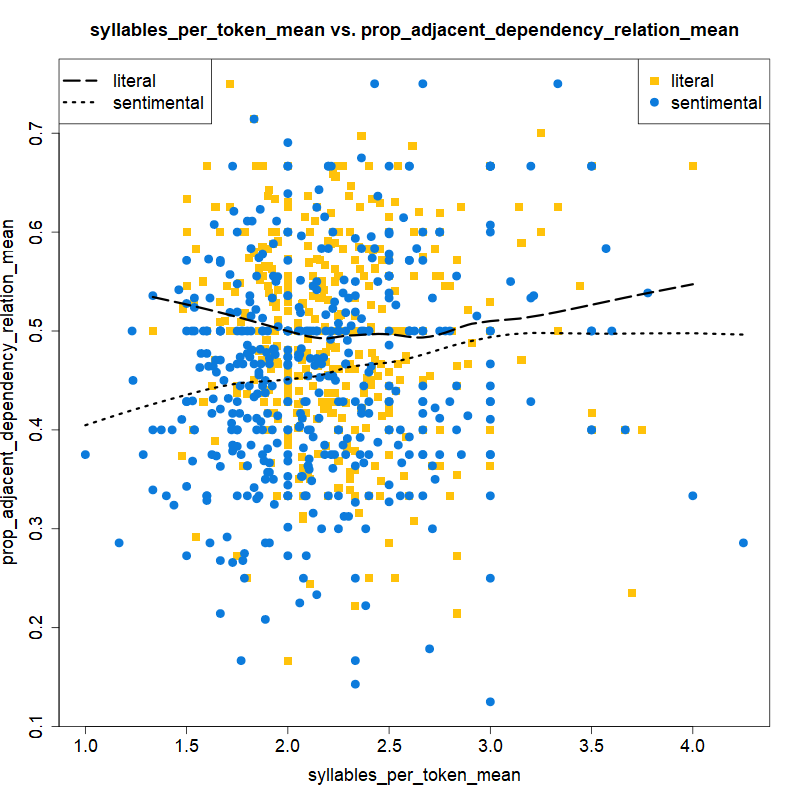 syllables_per_token_mean vs. prop_adjacent_dependency_relation_mean
literal
sentimental
literal
sentimental
prop_adjacent_dependency_relation_mean
0.7
0.6
0.5
0.4
0.3
0.2
0.1
1.0 1.5 2.0 2.5 3.0 3.5 4.0
syllables_per_token_mean